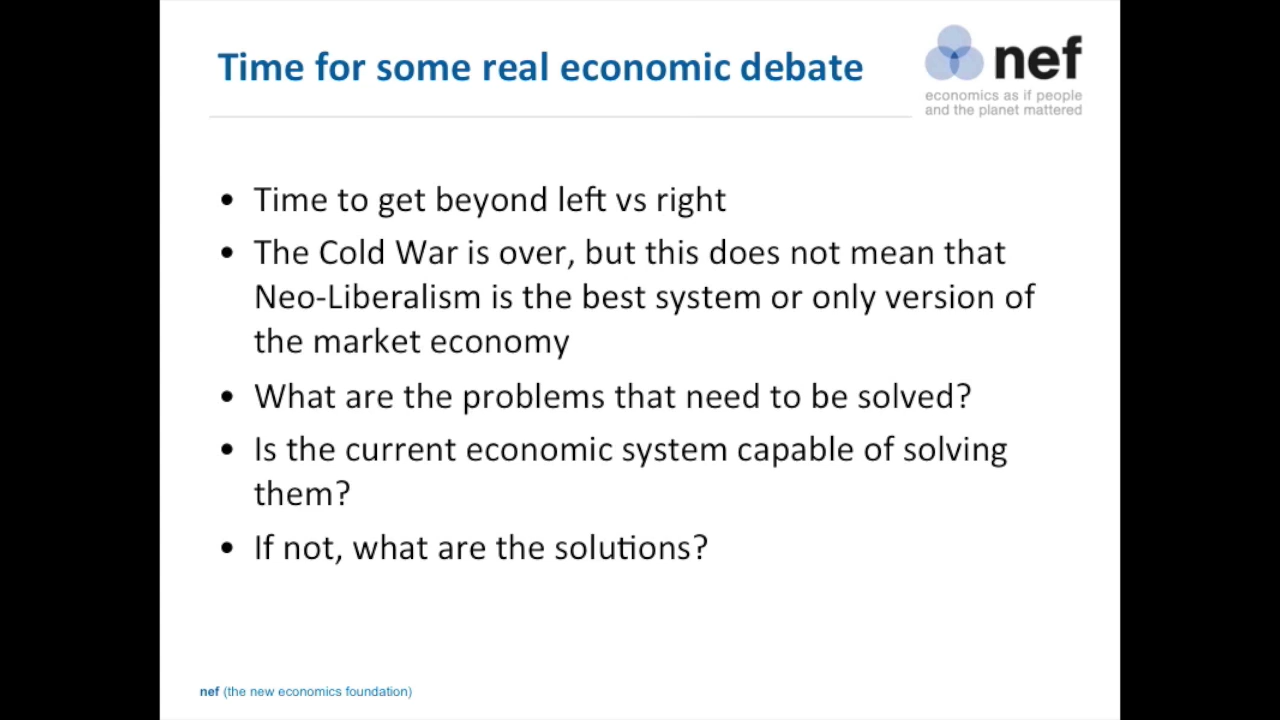 Time for some real economic debate
nef
economics as if people
and the planet mattered
• Time to get beyond left vs right
• The Cold War is over, but this does not mean that
Neo-Liberalism is the best system or only version of
the market economy
• What are the problems that need to be solved?
• Is the current economic system capable of solving
them?
• If not, what are the solutions?
nef (the new economics foundation)